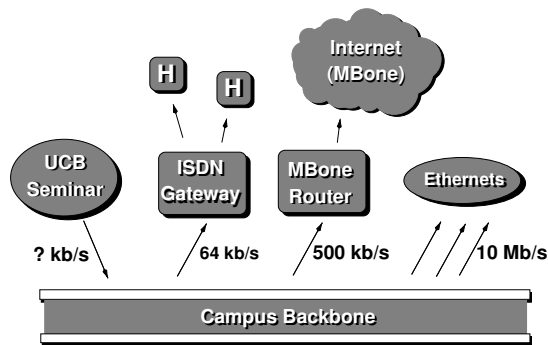 Internet
(MBone)
H
H
UCB
Seminar
ISDN
Gateway
MBone
Router
Ethernets
? kb/s
64 kb/s
500 kb/s
10 Mb/s
Campus Backbone